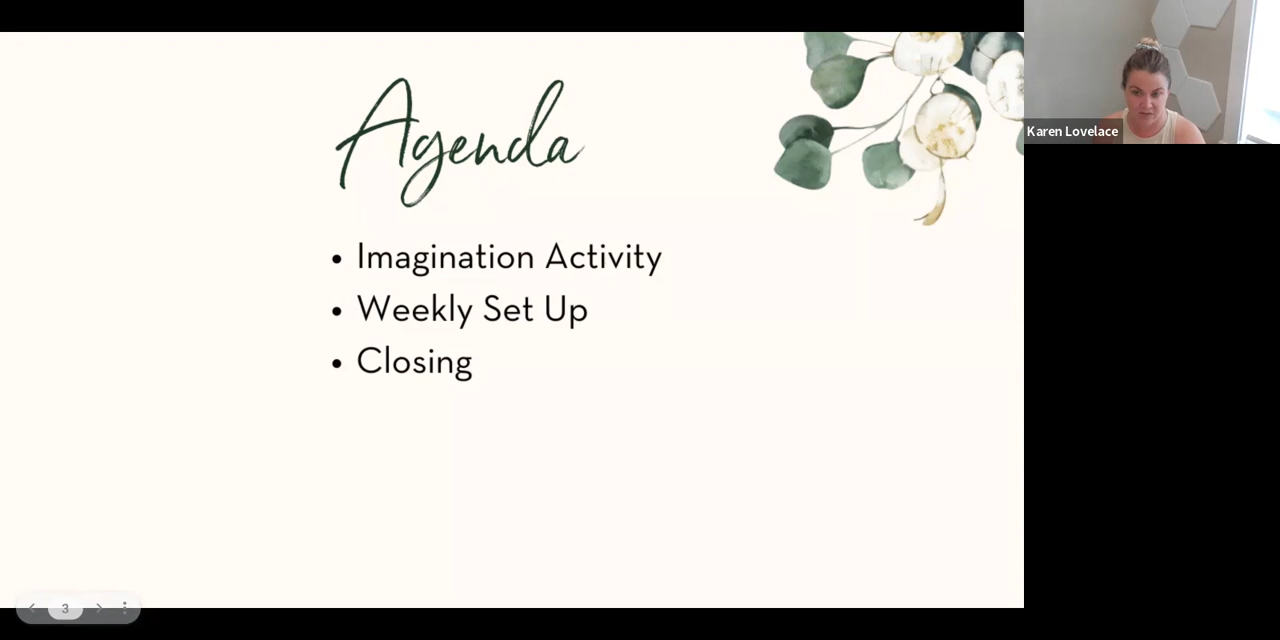 Agenda
• Imagination Activity
• Weekly Set Up
• Closing
Karen Lovelace
3